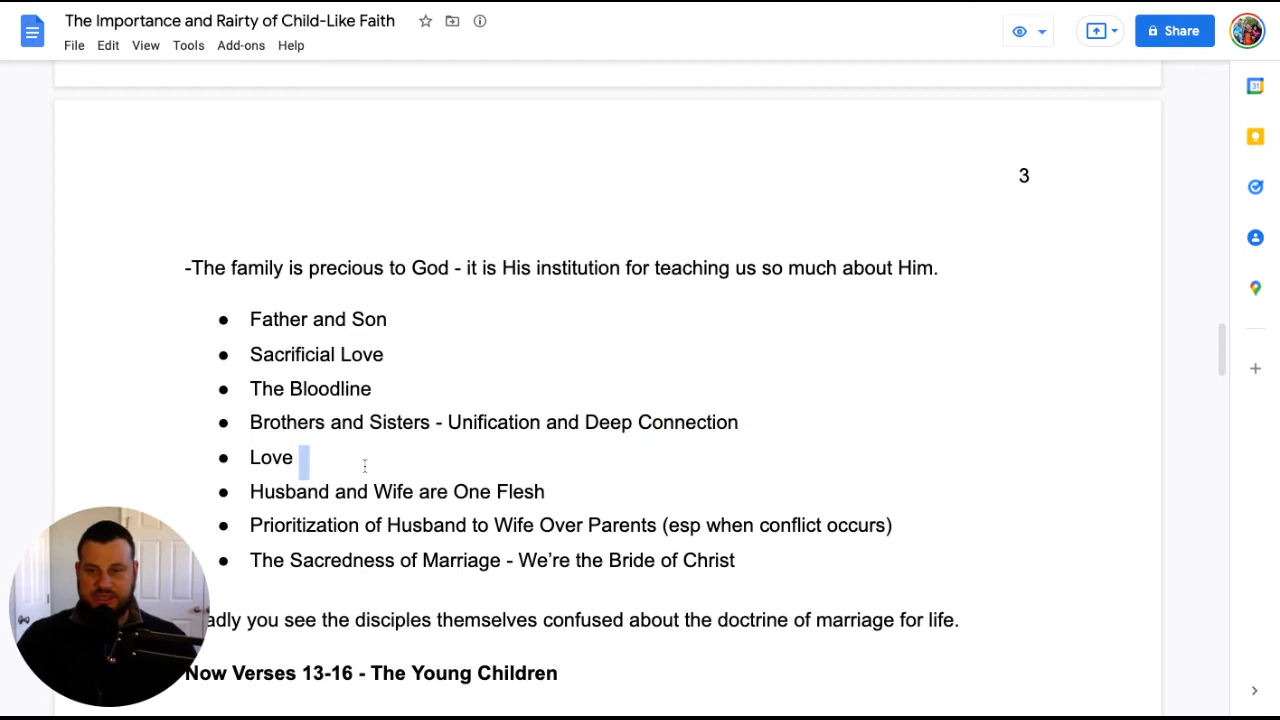 The Importance and Rairty of Child-Like Faith
File Edit View Tools Add-ons Help
Share
31
3
-The family is precious to God - it is His institution for teaching us so much about Him.
● Father and Son
● Sacrificial Love
● The Bloodline
● Brothers and Sisters - Unification and Deep Connection
● Love
● Husband and Wife are One Flesh
● Prioritization of Husband to Wife Over Parents (esp when conflict occurs)
● The Sacredness of Marriage - We're the Bride of Christ
adly you see the disciples themselves confused about the doctrine of marriage for life.
Now Verses 13-16 - The Young Children